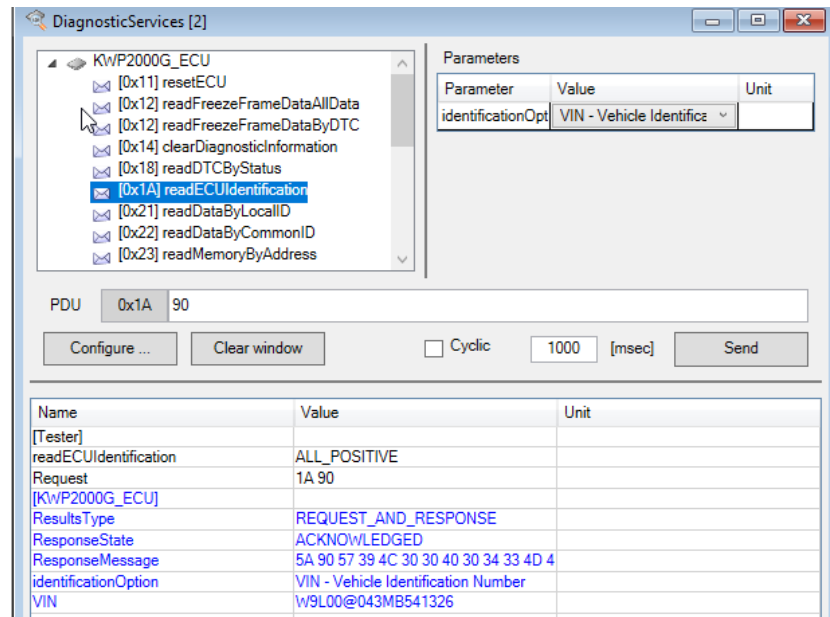 DiagnosticServices [2]
KWP2000G_ECU
[0x11] resetECU
[0x12] readFreezeFrameDataAllData
[0x12] readFreezeFrameDataByDTC
[0x14] clearDiagnosticInformation
[0x18] readDTCByStatus
[0x1A] readECUIdentification
[0x21] readDataByLocalID
[0x22] readDataByCommonID
[0x23] readMemoryByAddress
Parameters
Parameter Value Unit
identificationOpt VIN - Vehicle Identifica
PDU 0x1A 90
Configure ... Clear window Cyclic 1000 [msec] Send
Name Value Unit
[Tester]
readECUIdentification ALL_POSITIVE
Request 1A 90
[KWP2000G_ECU]
ResultsType REQUEST_AND_RESPONSE
ResponseState ACKNOWLEDGED
ResponseMessage 5A 90 57 39 4C 30 30 40 30 34 33 4D 4
identificationOption VIN - Vehicle Identification Number
VIN W9L00@043MB541326